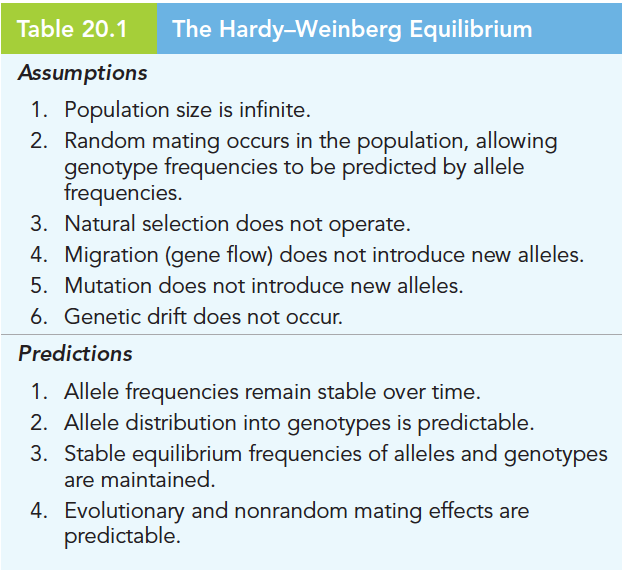 Table 20.1 The Hardy–Weinberg Equilibrium
Assumptions
1. Population size is infinite.
2. Random mating occurs in the population, allowing
genotype frequencies to be predicted by allele
frequencies.
3. Natural selection does not operate.
4. Migration (gene flow) does not introduce new alleles.
5. Mutation does not introduce new alleles.
6. Genetic drift does not occur.
Predictions
1. Allele frequencies remain stable over time.
2. Allele distribution into genotypes is predictable.
3. Stable equilibrium frequencies of alleles and genotypes
are maintained.
4. Evolutionary and nonrandom mating effects are
predictable.